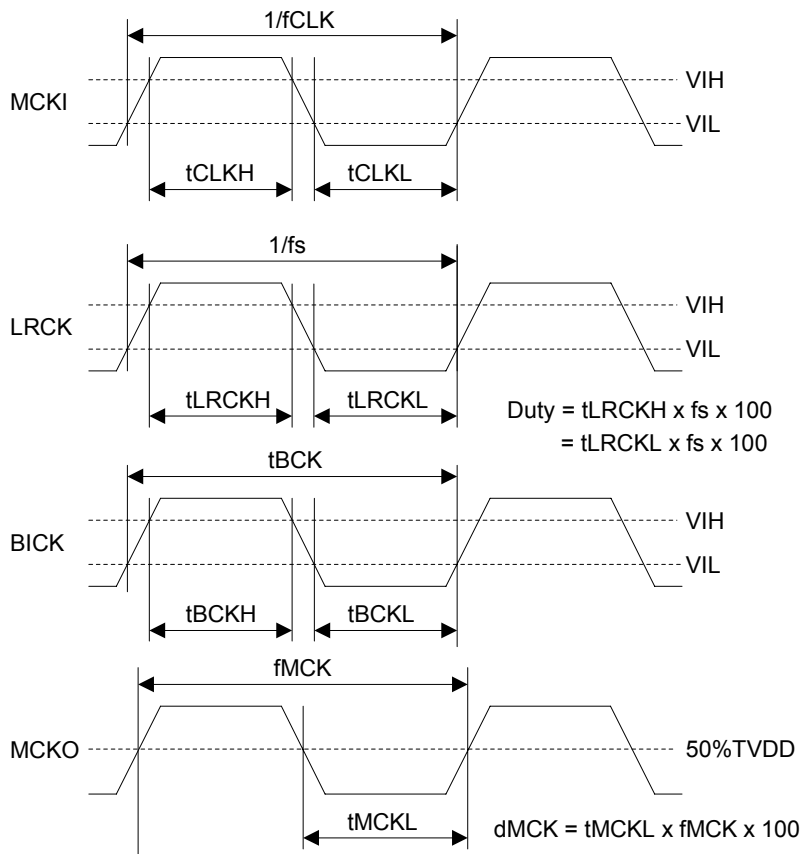 1/fCLK
MCKI
VIH
VIL
tCLKH
tCLKL
1/fs
LRCK
VIH
VIL
tLRCKH
tLRCKL
Duty = tLRCKH x fs x 100
= tLRCKL x fs x 100
tBCK
BICK
VIH
VIL
tBCKH
tBCKL
fMCK
MCKO
50%TVDD
tMCKL
dMCK = tMCKL x fMCK x 100